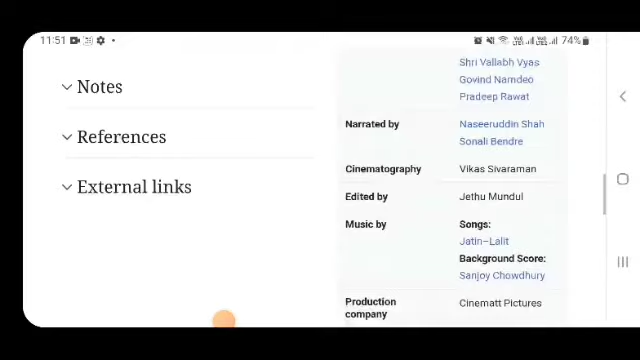 11:51
74%
Notes
References
External links
Shri Vallabh Vyas
Govind Namdeo
Pradeep Rawat
Narrated by
Naseeruddin Shah
Sonali Bendre
Cinematography
Vikas Sivaraman
Edited by
Jethu Mundul
Music by
Songs:
Jatin–Lalit
Background Score:
Sanjoy Chowdhury
Production
company
Cinematt Pictures